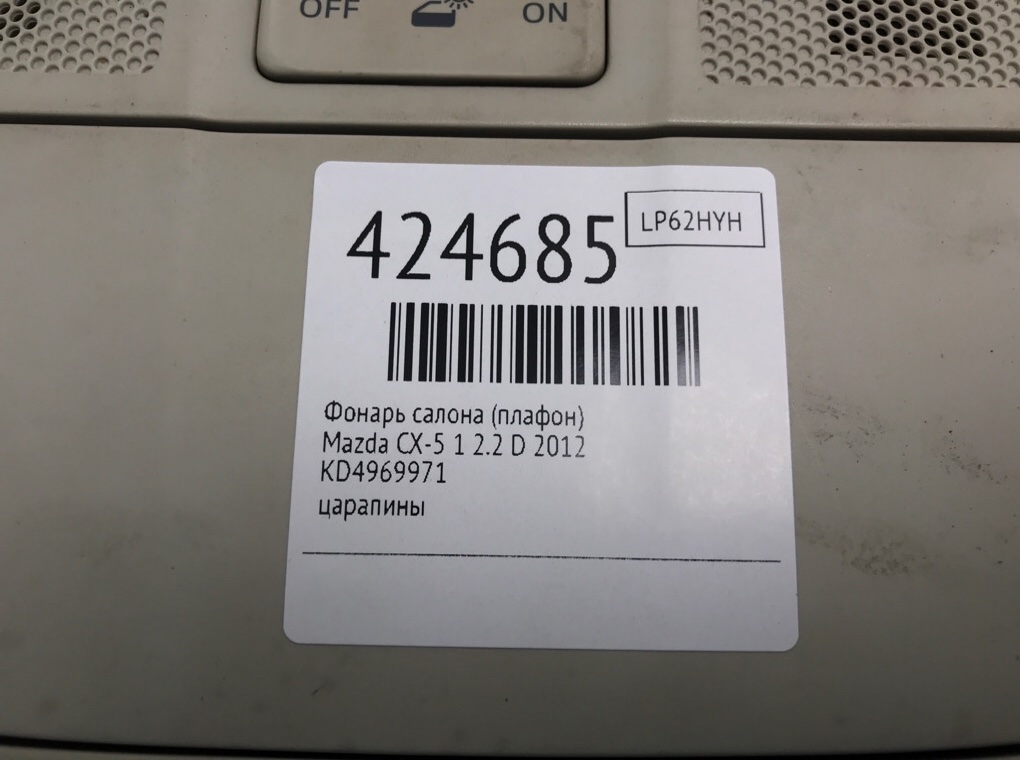 OFF ON
424685
LP62HYH
Фонарь салона (плафон)
Mazda CX-5 1 2.2 D 2012
KD4969971
царапины